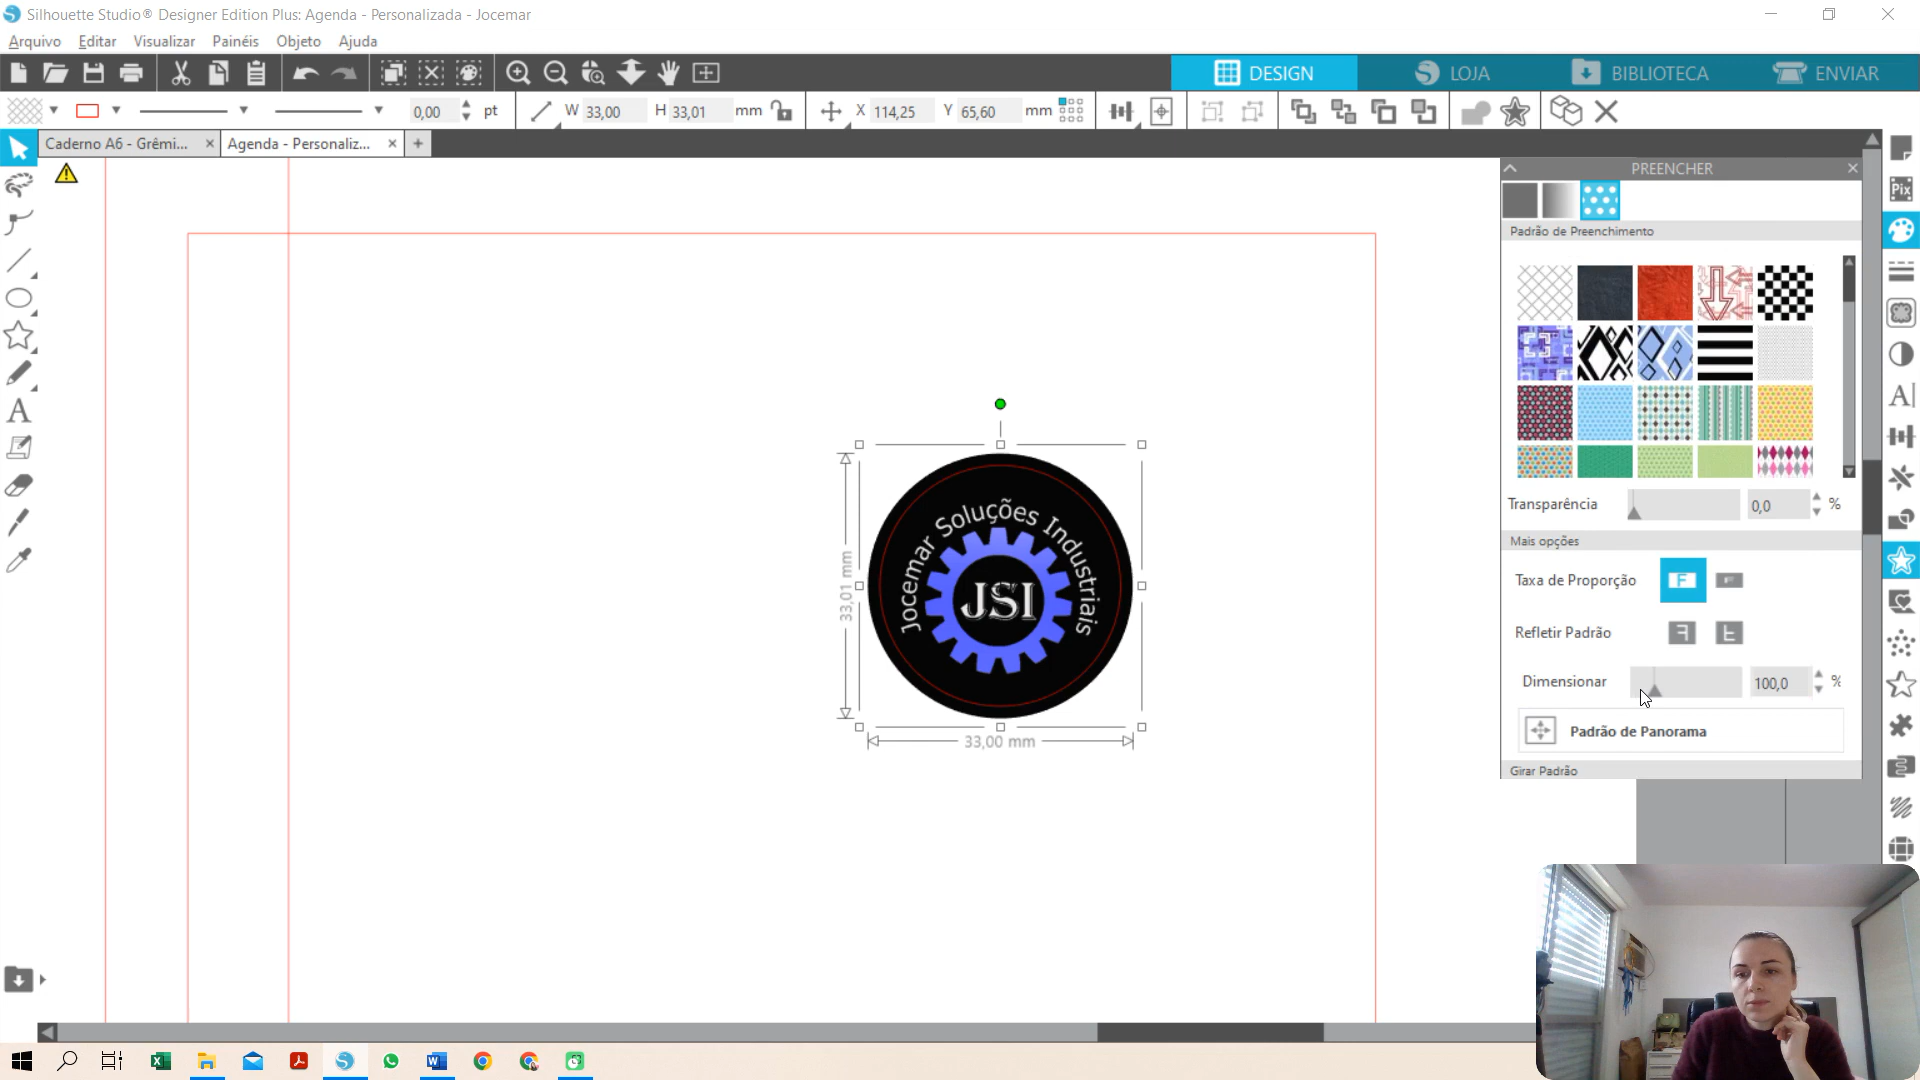 Silhouette Studio® Designer Edition Plus: Agenda - Personalizada - Jocemar
Arquivo Editar Visualizar Painéis Objeto Ajuda
DESIGN LOJA BIBLIOTECA ENVIAR
0,00 pt W 33,00 H 33,01 mm X 114,25 Y 65,60 mm
Caderno A6 - Grêmi... Agenda - Personaliz...
PREENCHER
Pix
Padrão de Preenchimento
Transparência 0,0 %
Mais opções
Taxa de Proporção
Refletir Padrão
Dimensionar 100,0 %
Padrão de Panorama
Girar Padrão
Jocemar Soluções Industriais
JSI
33,01 mm
33,00 mm